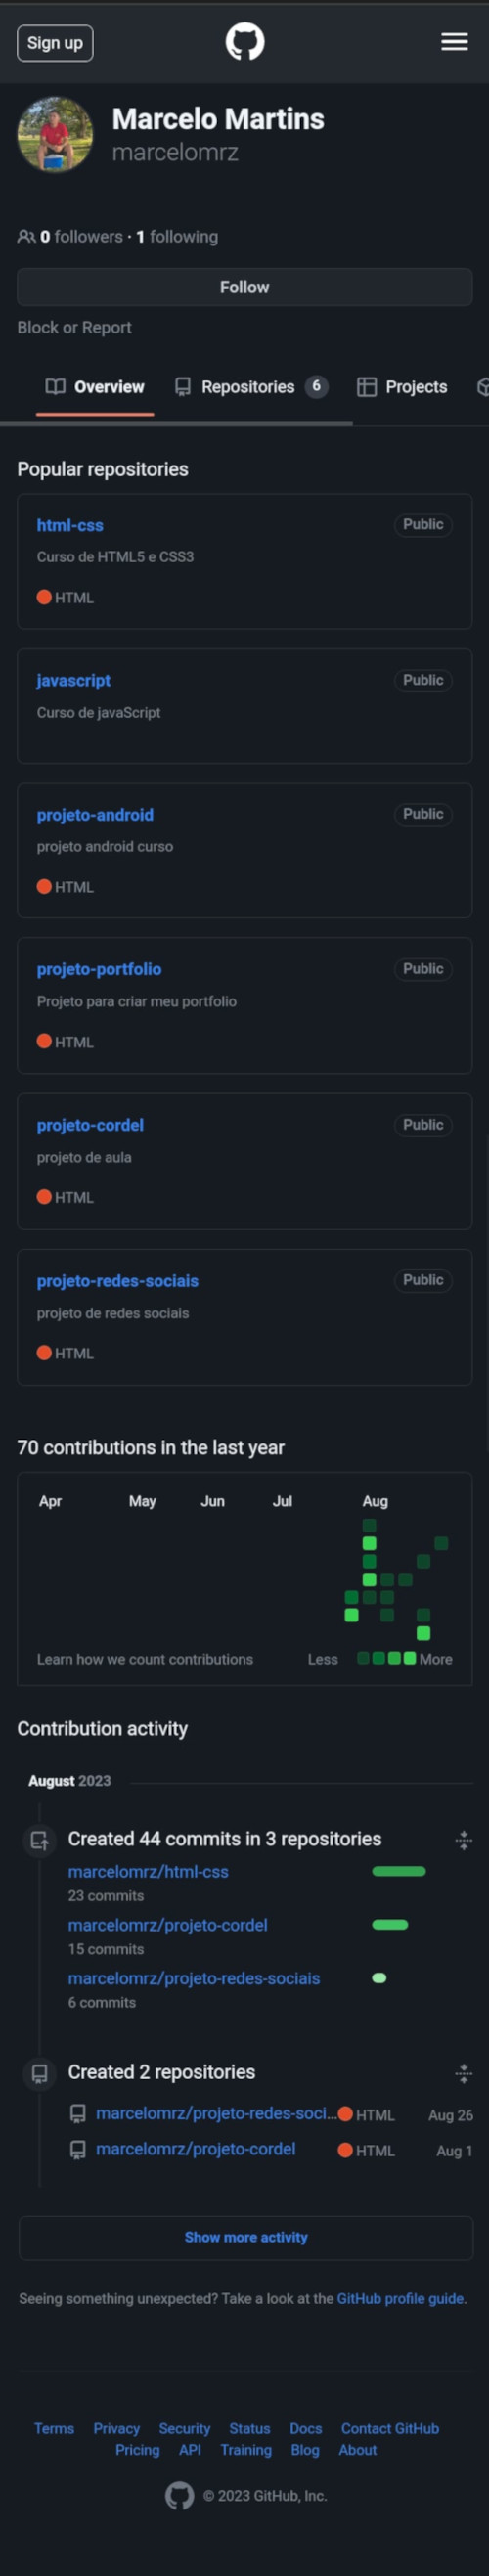 Sign up
Marcelo Martins
marcelomrz
0 followers · 1 following
Follow
Block or Report
Overview Repositories 6 Projects
Popular repositories
html-css Public
Curso de HTML5 e CSS3
HTML
javascript Public
Curso de javaScript
projeto-android Public
projeto android curso
HTML
projeto-portfolio Public
Projeto para criar meu portfolio
HTML
projeto-cordel Public
projeto de aula
HTML
projeto-redes-sociais Public
projeto de redes sociais
HTML
70 contributions in the last year
Apr May Jun Jul Aug
Learn how we count contributions Less More
Contribution activity
August 2023
Created 44 commits in 3 repositories
marcelomrz/html-css
23 commits
marcelomrz/projeto-cordel
15 commits
marcelomrz/projeto-redes-sociais
6 commits
Created 2 repositories
marcelomrz/projeto-redes-soci... HTML Aug 26
marcelomrz/projeto-cordel HTML Aug 1
Show more activity
Seeing something unexpected? Take a look at the GitHub profile guide.
Terms Privacy Security Status Docs Contact GitHub
Pricing API Training Blog About
© 2023 GitHub, Inc.